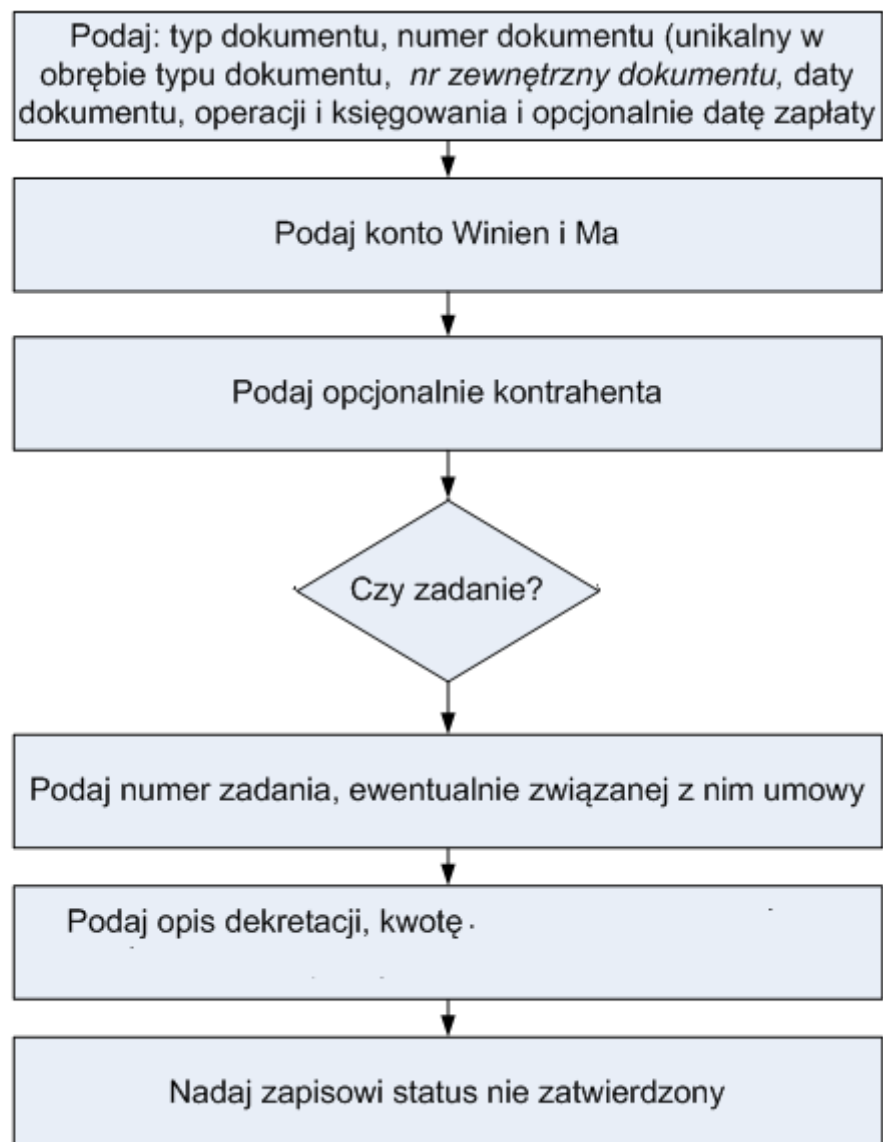 Podaj: typ dokumentu, numer dokumentu (unikalny w
obrębie typu dokumentu, nr zewnętrzny dokumentu, daty
dokumentu, operacji i księgowania i opcjonalnie datę zapłaty
Podaj konto Winien i Ma
Podaj opcjonalnie kontrahenta
Czy zadanie?
Podaj numer zadania, ewentualnie związanej z nim umowy
Podaj opis dekretacji, kwotę
Nadaj zapisowi status nie zatwierdzony